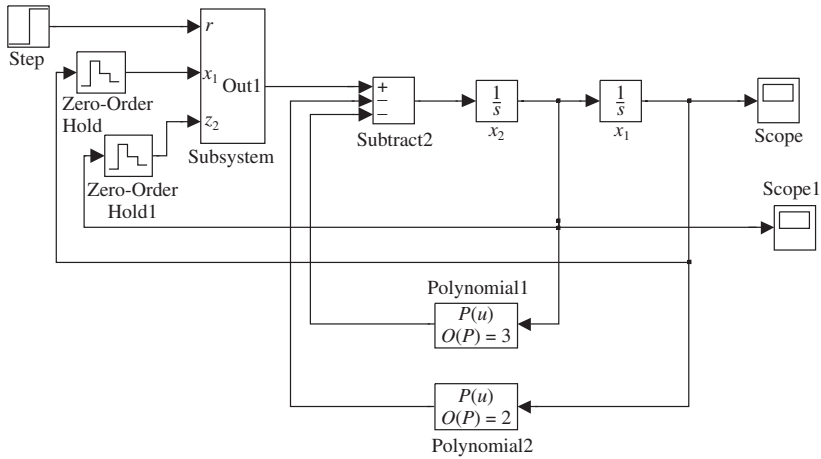 Step
r
x₁
z₂
Out1
Subsystem
Zero-Order
Hold
Zero-Order
Hold1
+
−
−
Subtract2
1
s
x₂
1
s
x₁
Scope
Scope1
Polynomial1
P(u)
O(P) = 3
P(u)
O(P) = 2
Polynomial2